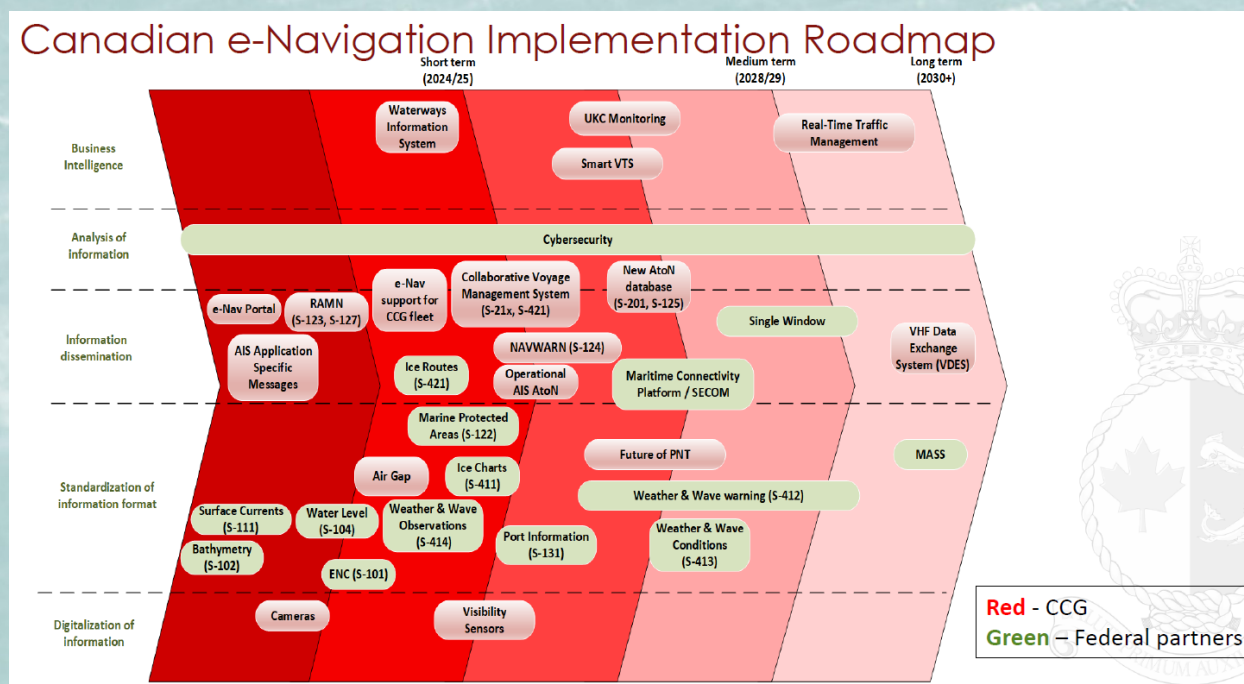 Canadian e-Navigation Implementation Roadmap
Short term
(2024/25)
Medium term
(2028/29)
Long term
(2030+)
Business
Intelligence
Waterways
Information
System
UKC Monitoring
Smart VTS
Real-Time Traffic
Management
Analysis of
Information
Cybersecurity
Information
dissemination
e-Nav Portal
RAMN
(S-123, S-127)
e-Nav
support for
CCG fleet
Collaborative Voyage
Management System
(S-21x, S-421)
New AtoN
database
(S-201, S-125)
Single Window
VHF Data
Exchange
System (VDES)
AIS Application
Specific
Messages
Ice Routes
(S-421)
NAVWARN (S-124)
Operational
AIS AtoN
Maritime Connectivity
Platform / SECOM
Standardization of
information format
Marine Protected
Areas (S-122)
Air Gap
Ice Charts
(S-411)
Future of PNT
MASS
Weather & Wave warning (S-412)
Surface Currents
(S-111)
Water Level
(S-104)
Weather & Wave
Observations
(S-414)
Port Information
(S-131)
Weather & Wave
Conditions
(S-413)
Bathymetry
(S-102)
ENC (S-101)
Digitalization of
information
Cameras
Visibility
Sensors
Red - CCG
Green – Federal partners